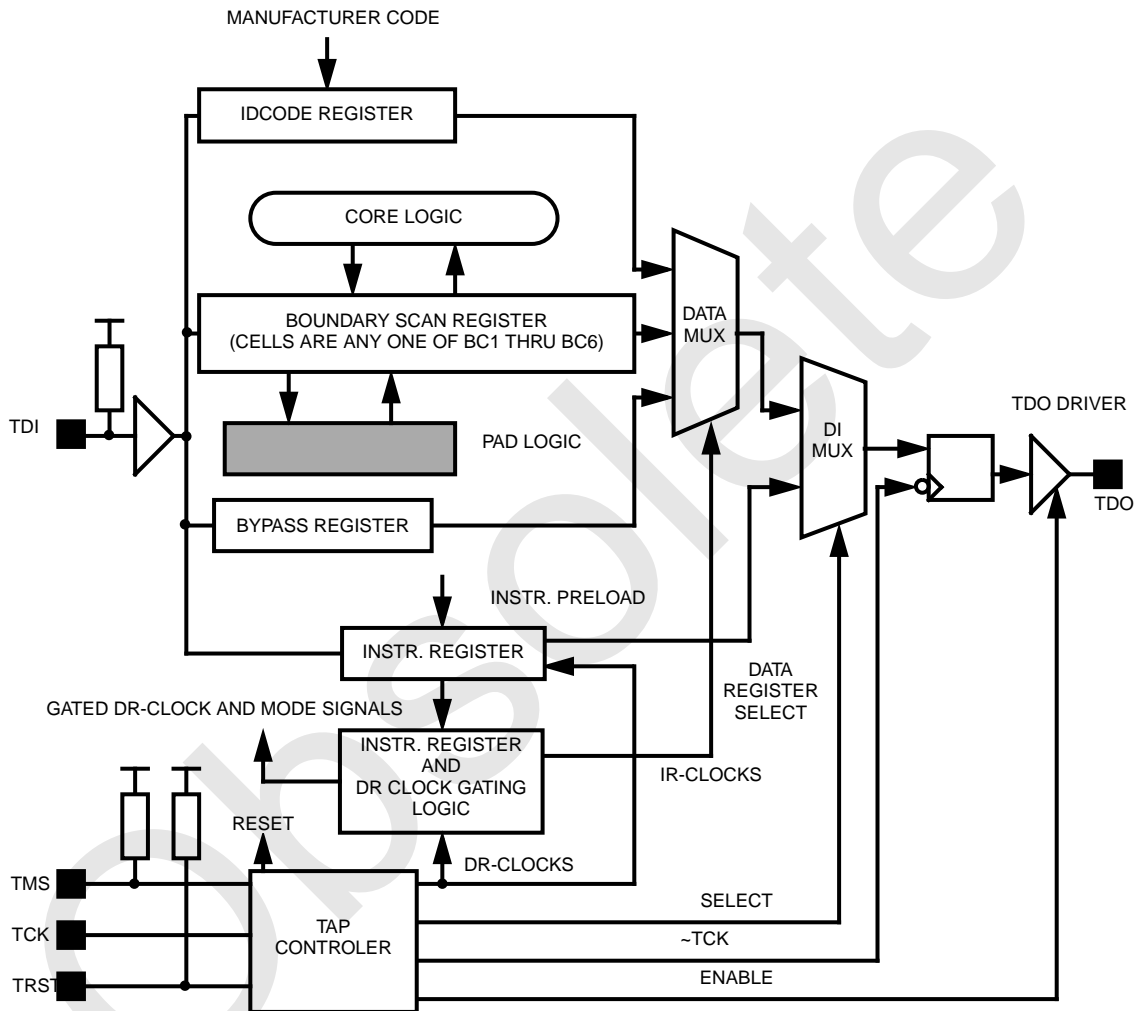 MANUFACTURER CODE
IDCODE REGISTER
CORE LOGIC
BOUNDARY SCAN REGISTER
(CELLS ARE ANY ONE OF BC1 THRU BC6)
DATA
MUX
TDI
PAD LOGIC
DI
MUX
TDO DRIVER
TDO
BYPASS REGISTER
INSTR. PRELOAD
INSTR. REGISTER
DATA
REGISTER
SELECT
GATED DR-CLOCK AND MODE SIGNALS
INSTR. REGISTER
AND
DR CLOCK GATING
LOGIC
IR-CLOCKS
RESET
DR-CLOCKS
TMS
TCK
TRST
TAP
CONTROLER
SELECT
~TCK
ENABLE
Obsolete